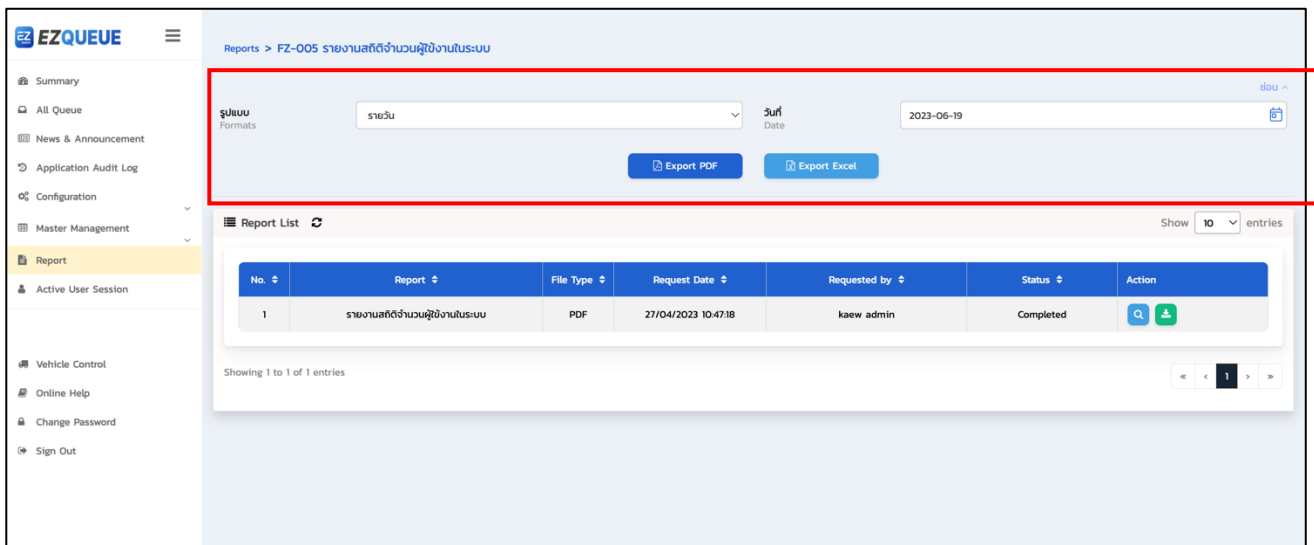 EZ EZQUEUE
Reports > FZ-005 รายงานสถิติจำนวนผู้ใช้งานในระบบ
Summary
All Queue
News & Announcement
Application Audit Log
Configuration
Master Management
Report
Active User Session
Vehicle Control
Online Help
Change Password
Sign Out
ซ่อน
รูปแบบ รายวัน วันที่ 2023-06-19
Formats Date
Export PDF Export Excel
Report List Show 10 entries
No. Report File Type Request Date Requested by Status Action
1 รายงานสถิติจำนวนผู้ใช้งานในระบบ PDF 27/04/2023 10:47:18 kaew admin Completed
Showing 1 to 1 of 1 entries
« ‹ 1 › »